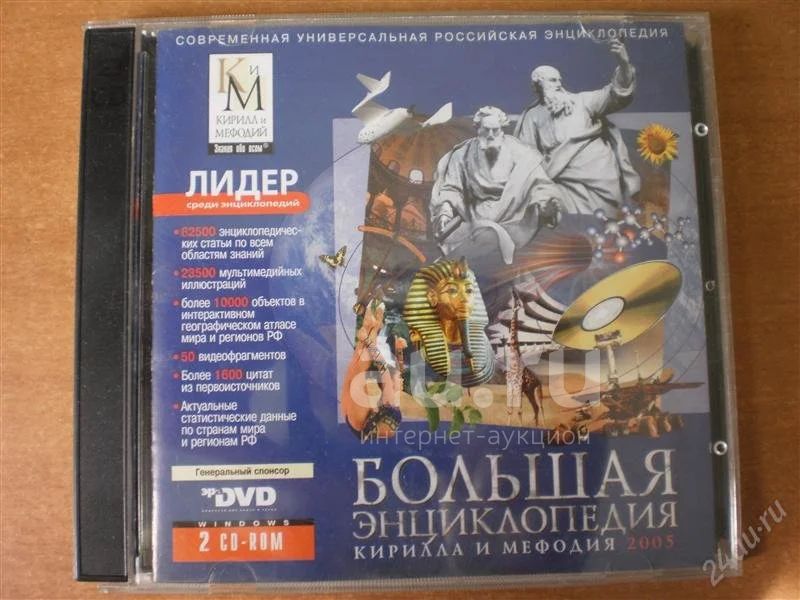 СОВРЕМЕННАЯ УНИВЕРСАЛЬНАЯ РОССИЙСКАЯ ЭНЦИКЛОПЕДИЯ
К и
М
КИРИЛЛ и
МЕФОДИЙ
Знания обо всем
ЛИДЕР
среди энциклопедий
• 82500 энциклопедичес-
ких статьи по всем
областям знаний
• 23500 мультимедийных
иллюстраций
• более 10000 объектов в
интерактивном
географическом атласе
мира и регионов РФ
• 50 видеофрагментов
• Более 1600 цитат
из первоисточников
• Актуальные
статистические данные
по странам мира
и регионам РФ
Генеральный спонсор
эр-DVD
WINDOWS
2 CD-ROM
au.ru
интернет-аукцион
БОЛЬШАЯ
ЭНЦИКЛОПЕДИЯ
КИРИЛЛА И МЕФОДИЯ 2005
24au.ru